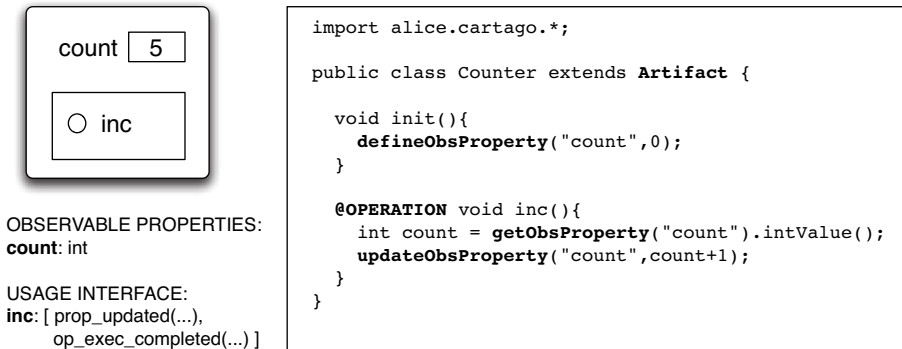 count 5
inc
OBSERVABLE PROPERTIES:
count: int
USAGE INTERFACE:
inc: [ prop_updated(...),
op_exec_completed(...) ]
import alice.cartago.*;
public class Counter extends Artifact {
void init(){
defineObsProperty("count",0);
}
@OPERATION void inc(){
int count = getObsProperty("count").intValue();
updateObsProperty("count",count+1);
}
}